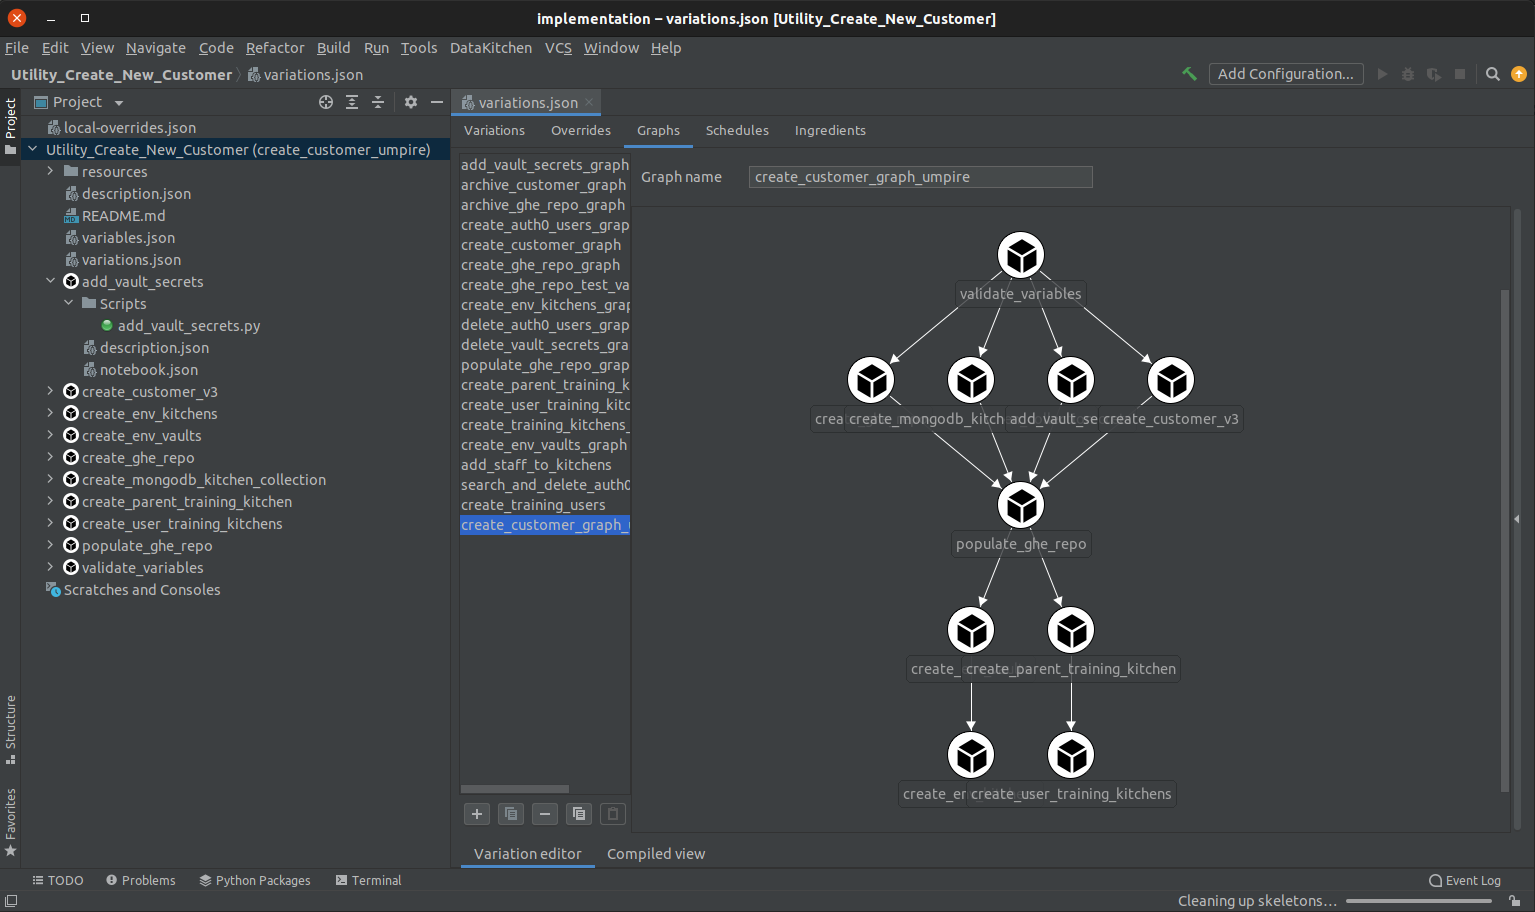 implementation – variations.json [Utility_Create_New_Customer]
File Edit View Navigate Code Refactor Build Run Tools DataKitchen VCS Window Help
Utility_Create_New_Customer variations.json
Add Configuration...
Project
Project
variations.json
local-overrides.json
Utility_Create_New_Customer (create_customer_umpire)
resources
description.json
MD README.md
variables.json
variations.json
add_vault_secrets
Scripts
add_vault_secrets.py
description.json
notebook.json
create_customer_v3
create_env_kitchens
create_env_vaults
create_ghe_repo
create_mongodb_kitchen_collection
create_parent_training_kitchen
create_user_training_kitchens
populate_ghe_repo
validate_variables
Scratches and Consoles
Structure
Favorites
Variations Overrides Graphs Schedules Ingredients
add_vault_secrets_graph
archive_customer_graph
archive_ghe_repo_graph
create_auth0_users_grap
create_customer_graph
create_ghe_repo_graph
create_ghe_repo_test_va
create_env_kitchens_grap
delete_auth0_users_grap
delete_vault_secrets_gra
populate_ghe_repo_grap
create_parent_training_k
create_user_training_kitc
create_training_kitchens_
create_env_vaults_graph
add_staff_to_kitchens
search_and_delete_auth0
create_training_users
create_customer_graph_
Graph name create_customer_graph_umpire
validate_variables
crea create_mongodb_kitch add_vault_se create_customer_v3
populate_ghe_repo
create_ create_parent_training_kitchen
create_e create_user_training_kitchens
Variation editor Compiled view
TODO Problems Python Packages Terminal Event Log
Cleaning up skeletons...